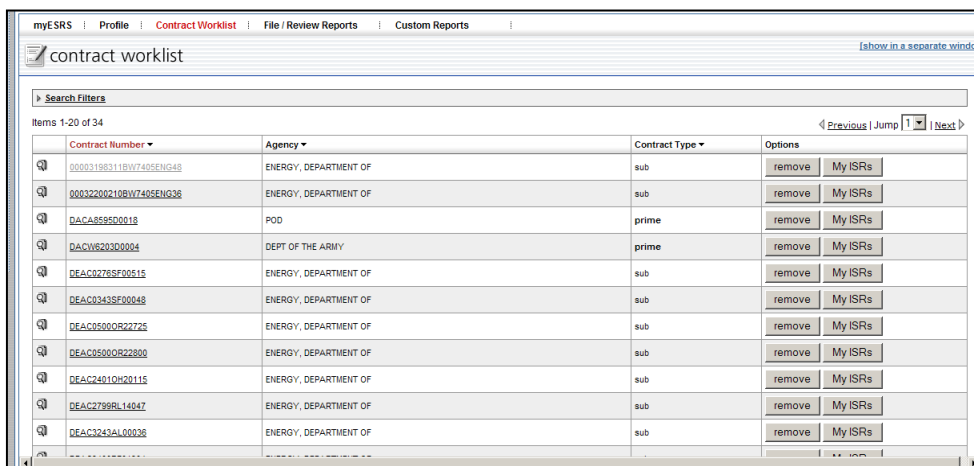 myESRS Profile Contract Worklist File / Review Reports Custom Reports
contract worklist
[show in a separate windo
Search Filters
Items 1-20 of 34
Previous | Jump 1 | Next
Contract Number Agency Contract Type Options
00003198311BW7405ENG48 ENERGY, DEPARTMENT OF sub remove My ISRs
00032200210BW7405ENG36 ENERGY, DEPARTMENT OF sub remove My ISRs
DACA8595D0018 POD prime remove My ISRs
DACW6203D0004 DEPT OF THE ARMY prime remove My ISRs
DEAC0276SF00515 ENERGY, DEPARTMENT OF sub remove My ISRs
DEAC0343SF00048 ENERGY, DEPARTMENT OF sub remove My ISRs
DEAC0500OR22725 ENERGY, DEPARTMENT OF sub remove My ISRs
DEAC0500OR22800 ENERGY, DEPARTMENT OF sub remove My ISRs
DEAC2401OH20115 ENERGY, DEPARTMENT OF sub remove My ISRs
DEAC2799RL14047 ENERGY, DEPARTMENT OF sub remove My ISRs
DEAC3243AL00036 ENERGY, DEPARTMENT OF sub remove My ISRs